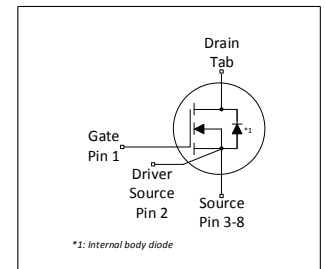 Drain
Tab
*1
Gate
Pin 1
Driver
Source
Pin 2
Source
Pin 3-8
*1: Internal body diode